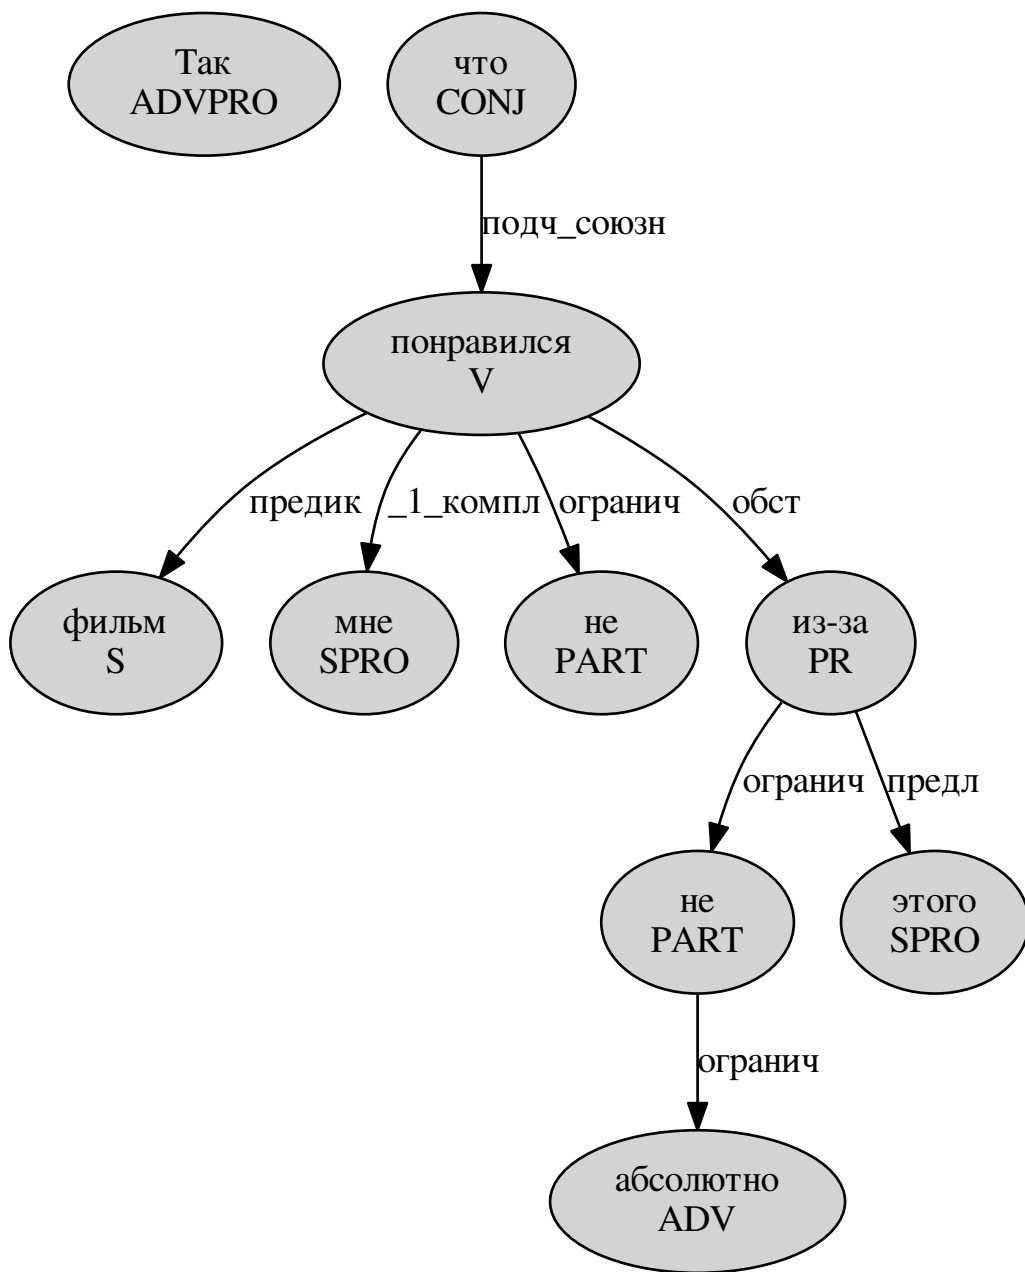 Так
ADVPRO
что
CONJ
подч_союзн
понравился
V
предик
_1_компл
огранич
обст
фильм
S
мне
SPRO
не
PART
из-за
PR
огранич
предл
не
PART
этого
SPRO
огранич
абсолютно
ADV